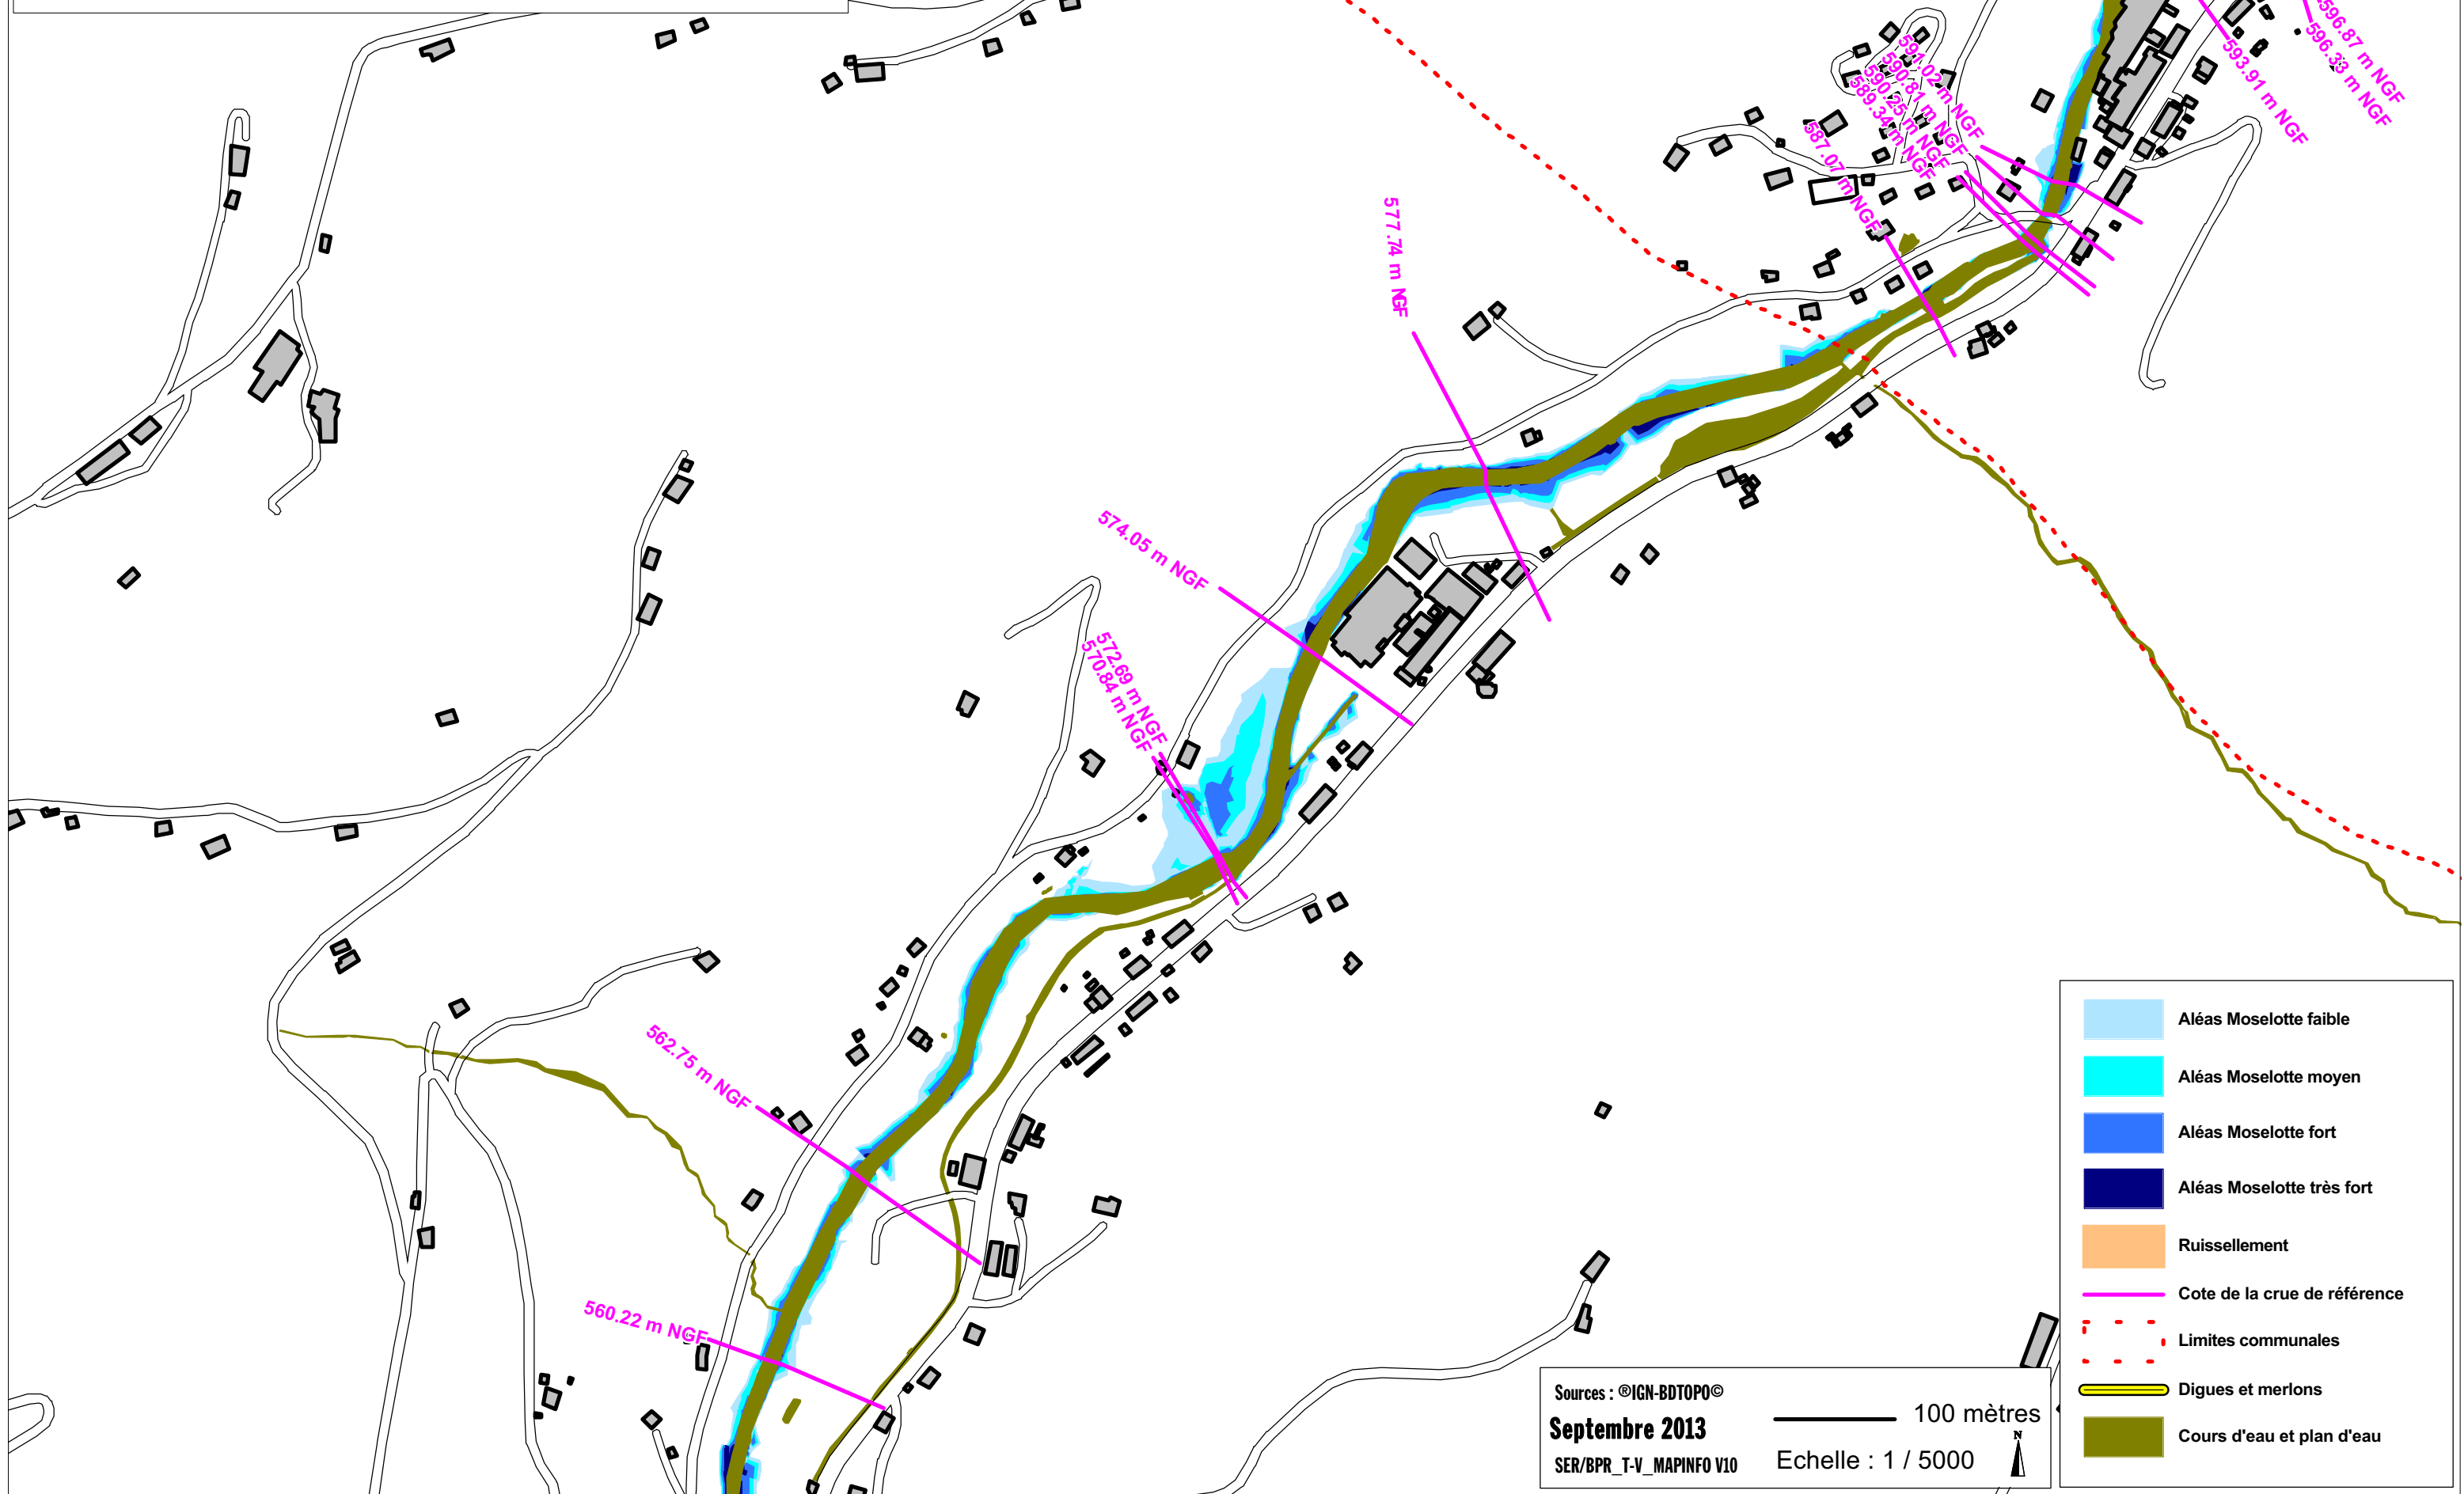 596.87 m NGF
596.33 m NGF
593.91 m NGF
591.02 m NGF
590.81 m NGF
590.25 m NGF
589.34 m NGF
587.07 m NGF
577.74 m NGF
574.05 m NGF
572.69 m NGF
570.84 m NGF
562.75 m NGF
560.22 m NGF
Aléas Moselotte faible
Aléas Moselotte moyen
Aléas Moselotte fort
Aléas Moselotte très fort
Ruissellement
Cote de la crue de référence
Limites communales
Digues et merlons
Cours d'eau et plan d'eau
Sources : ©IGN-BDTOPO©
Septembre 2013
SER/BPR_T-V_MAPINFO V10
100 mètres
Echelle : 1 / 5000
N